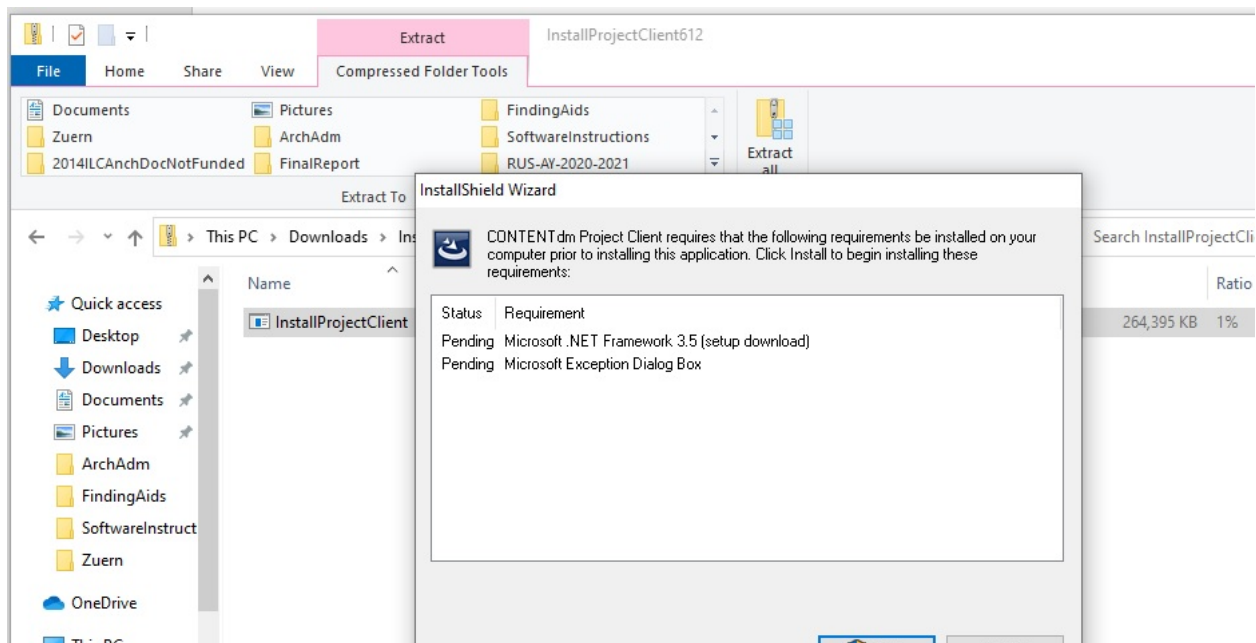 Extract
InstallProjectClient612
File Home Share View Compressed Folder Tools
Documents Pictures FindingAids
Zuern ArchAdm SoftwareInstructions
2014ILCAnchDocNotFunded FinalReport RUS-AY-2020-2021
Extract
all
Extract To
InstallShield Wizard
This PC > Downloads > Ins
Search InstallProjectCli
CONTENTdm Project Client requires that the following requirements be installed on your
computer prior to installing this application. Click Install to begin installing these
requirements:
Name
Ratio
Quick access
InstallProjectClient
264,395 KB 1%
Status Requirement
Pending Microsoft .NET Framework 3.5 (setup download)
Pending Microsoft Exception Dialog Box
Desktop
Downloads
Documents
Pictures
ArchAdm
FindingAids
SoftwareInstruct
Zuern
OneDrive
This PC